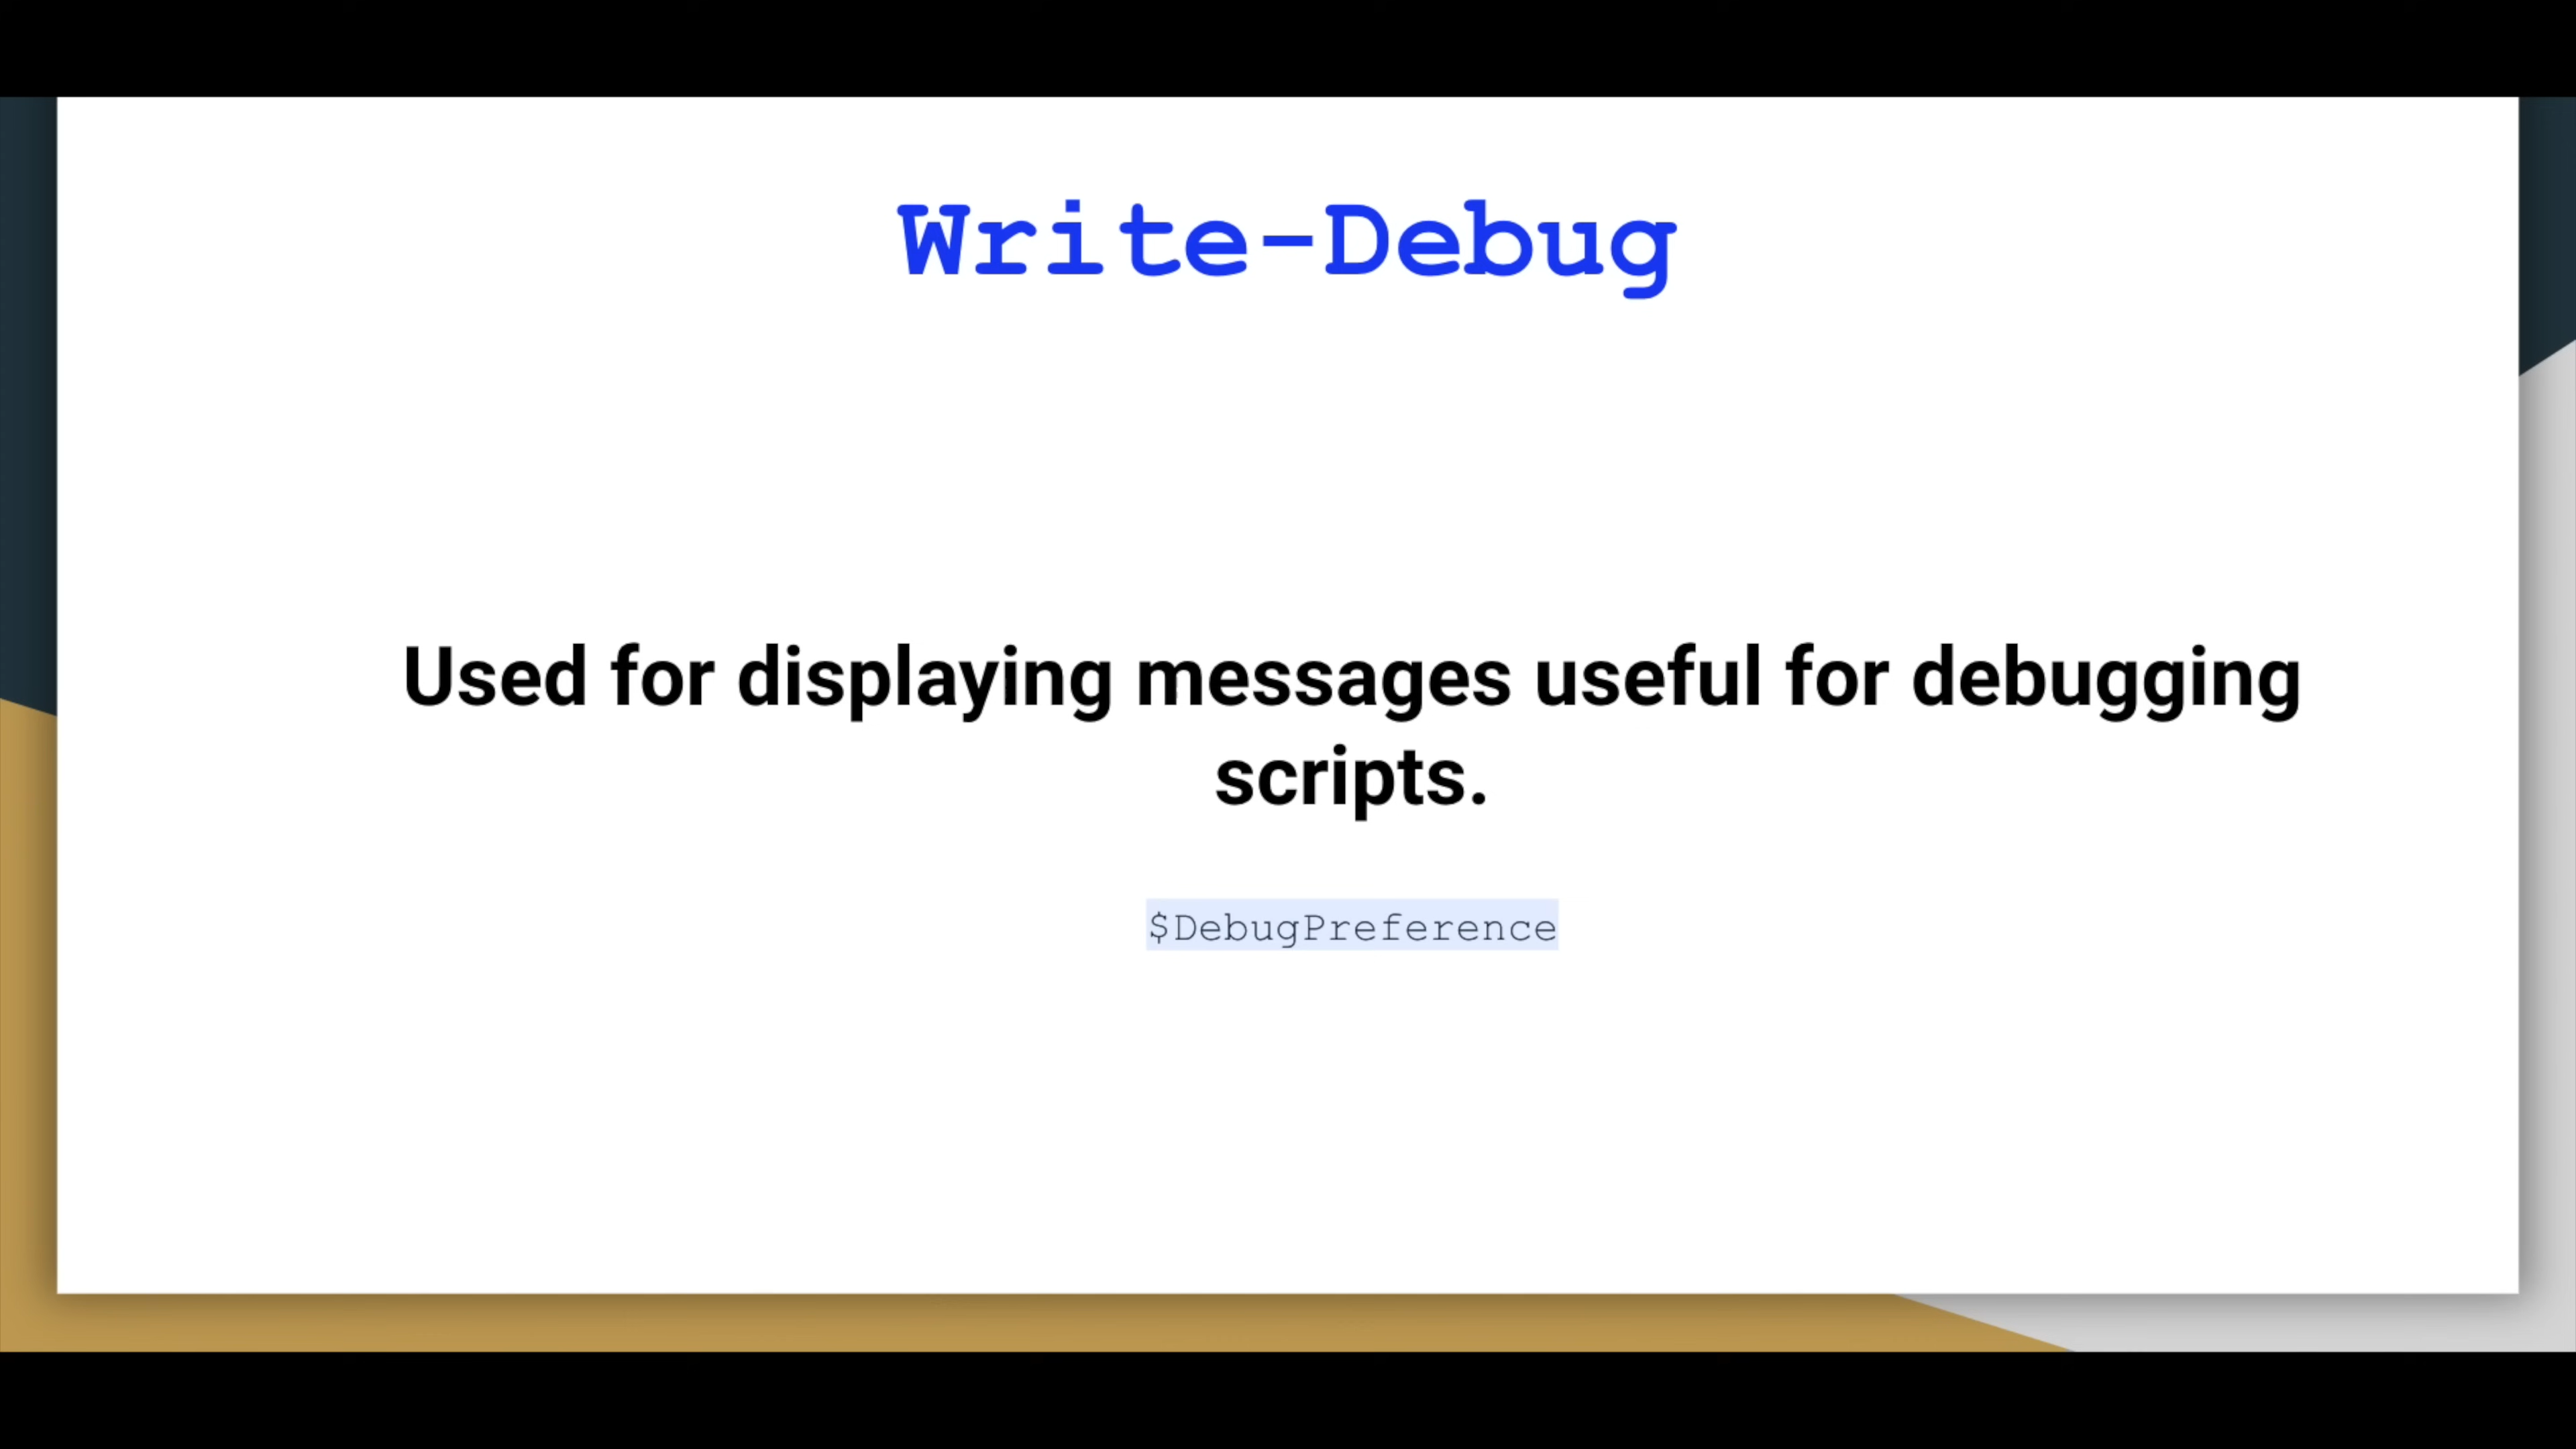 Write-Debug
Used for displaying messages useful for debugging
scripts.
$DebugPreference